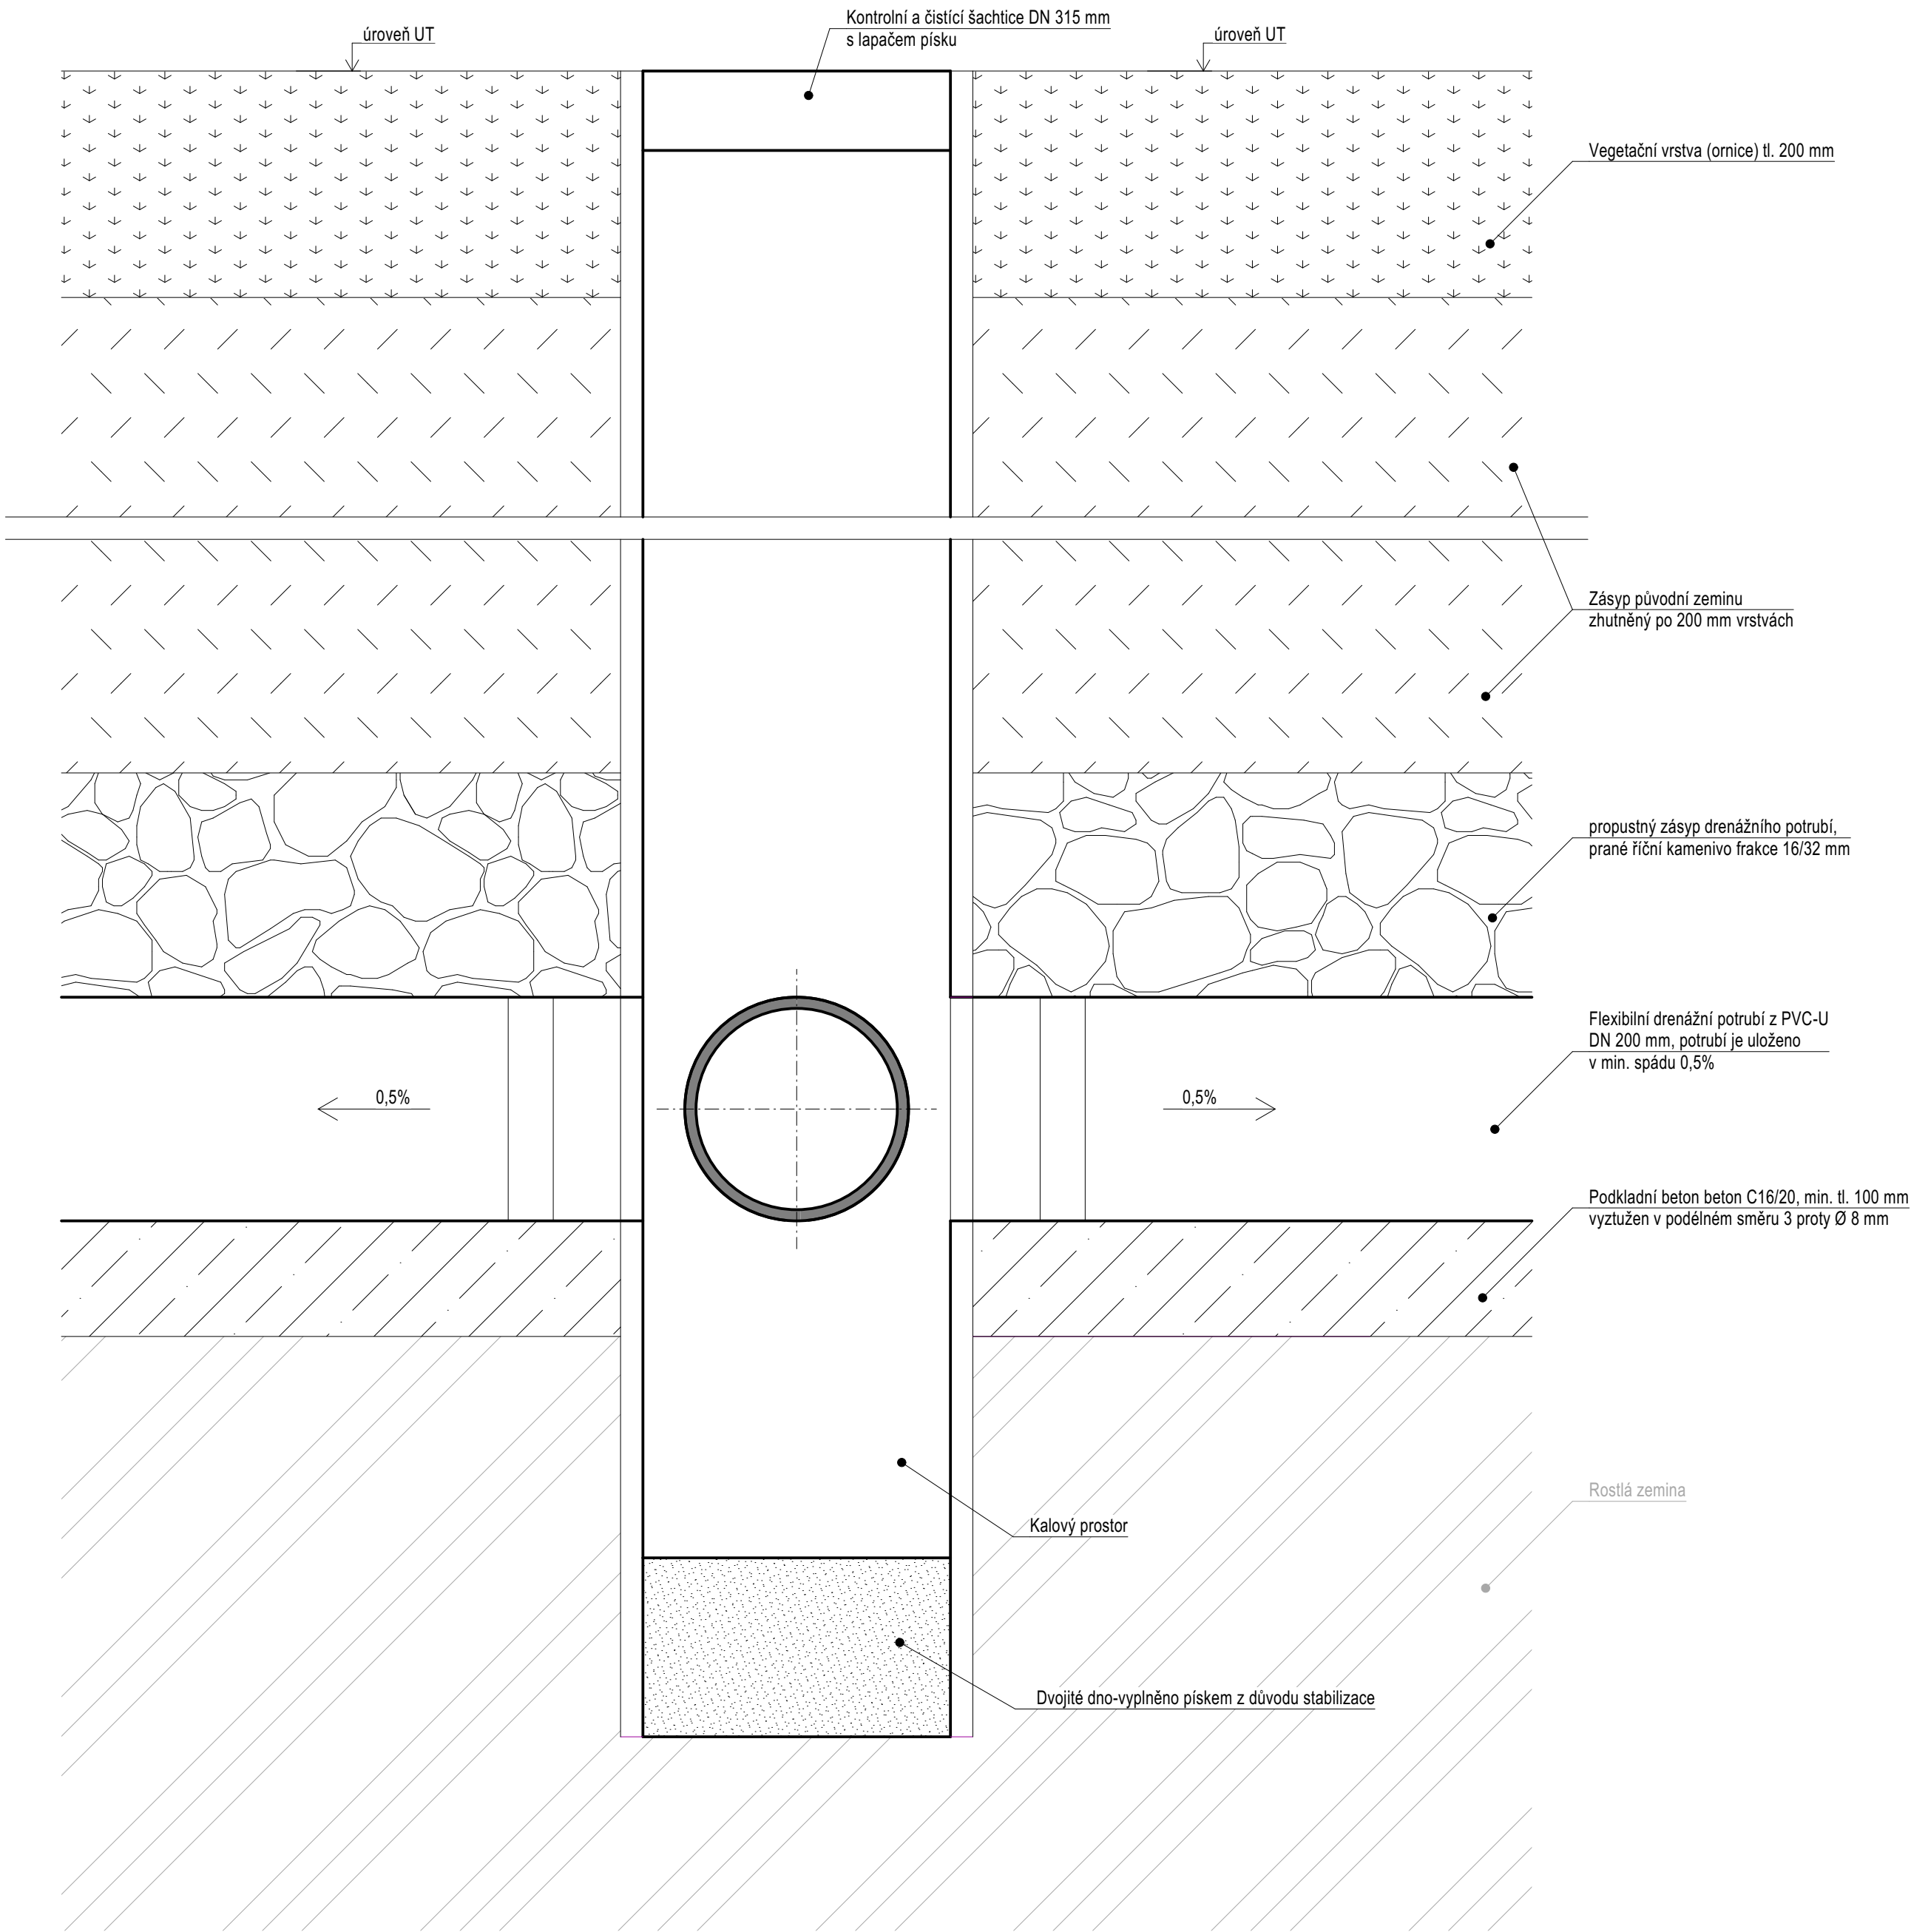 Kontrolní a čistící šachtice DN 315 mm
s lapačem písku
úroveň UT
úroveň UT
Vegetační vrstva (ornice) tl. 200 mm
Zásyp původní zeminu
zhutněný po 200 mm vrstvách
propustný zásyp drenážního potrubí,
prané říční kamenivo frakce 16/32 mm
Flexibilní drenážní potrubí z PVC-U
DN 200 mm, potrubí je uloženo
v min. spádu 0,5%
0,5%
0,5%
Podkladní beton beton C16/20, min. tl. 100 mm
vyztužen v podélném směru 3 proty Ø 8 mm
Rostlá zemina
Kalový prostor
Dvojité dno-vyplněno pískem z důvodu stabilizace